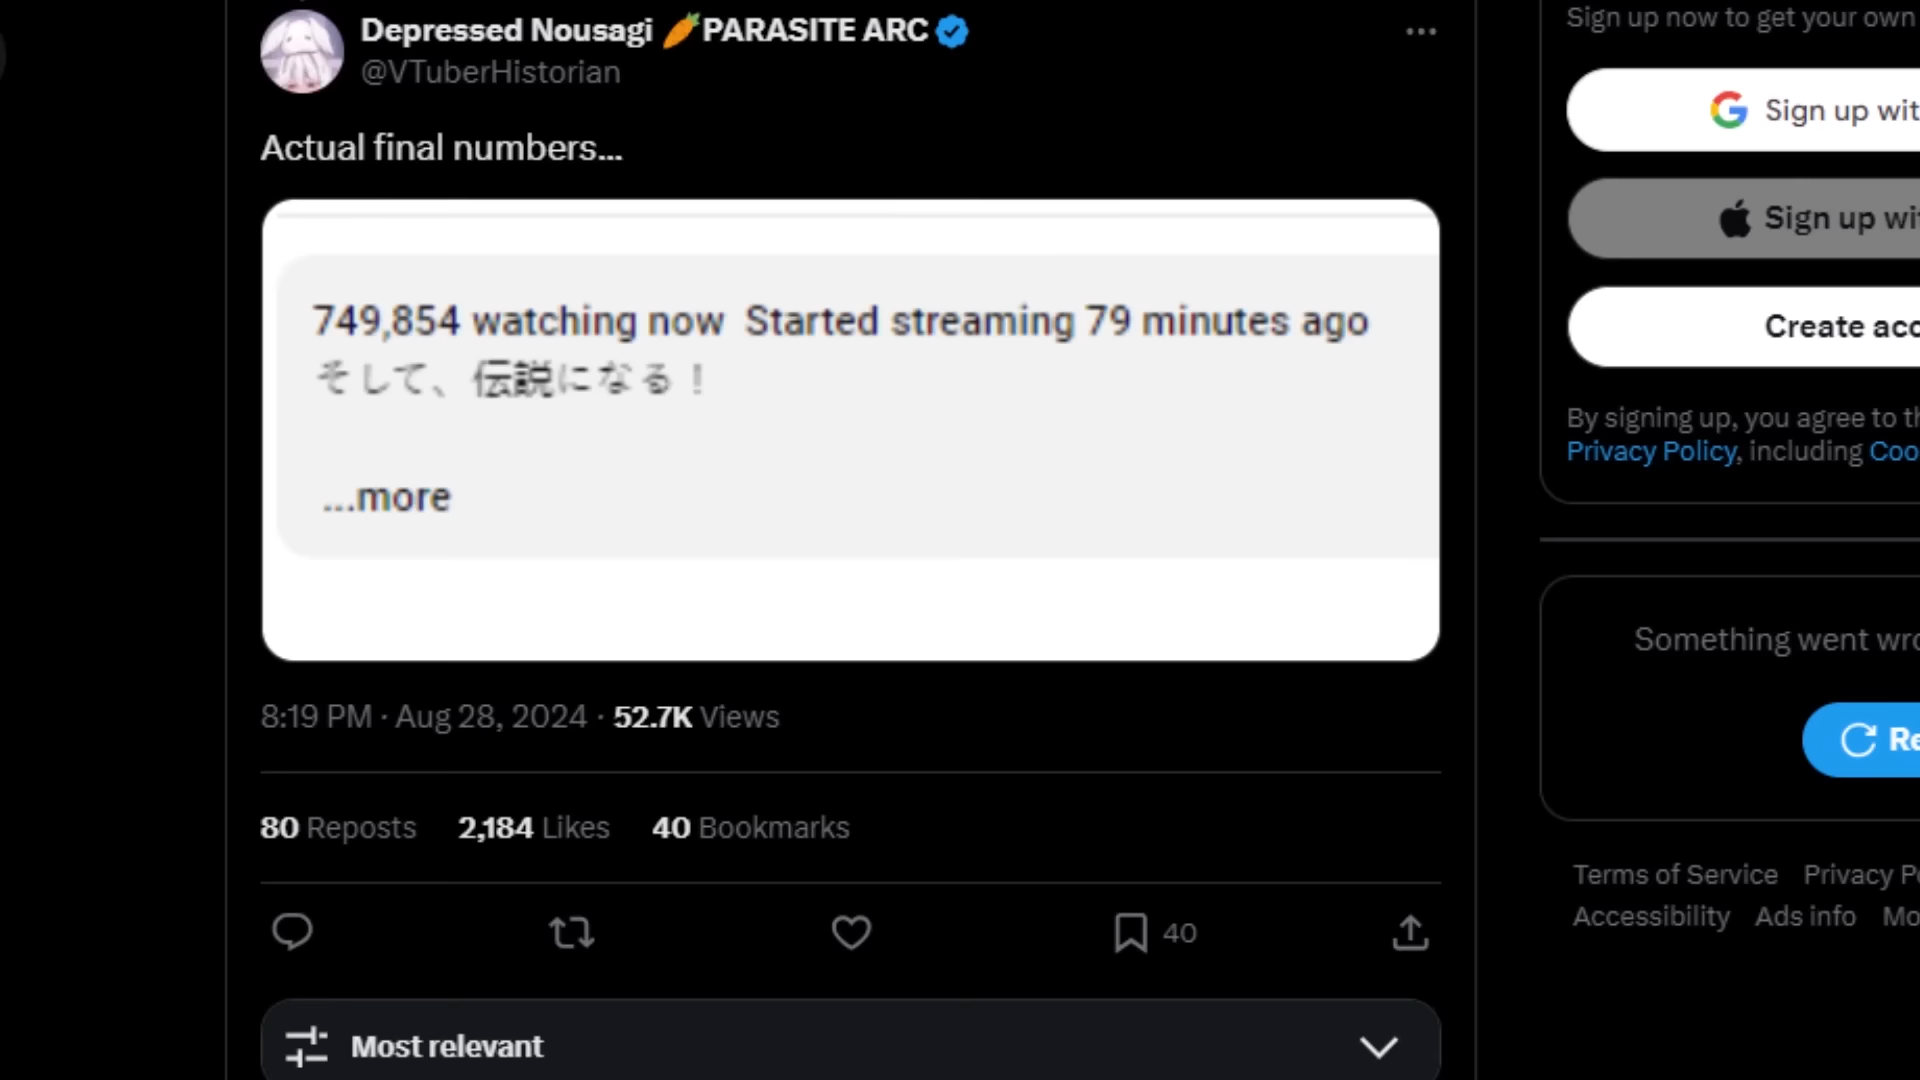 Depressed Nousagi 🥕PARASITE ARC
@VTuberHistorian
Actual final numbers...
749,854 watching now Started streaming 79 minutes ago
そして、伝説になる！
...more
8:19 PM · Aug 28, 2024 · 52.7K Views
80 Reposts 2,184 Likes 40 Bookmarks
40
Most relevant
Sign up now to get your own
Sign up wit
Sign up wi
Create acc
By signing up, you agree to th
Privacy Policy, including Coo
Something went wro
Re
Terms of Service Privacy Po
Accessibility Ads info Mo